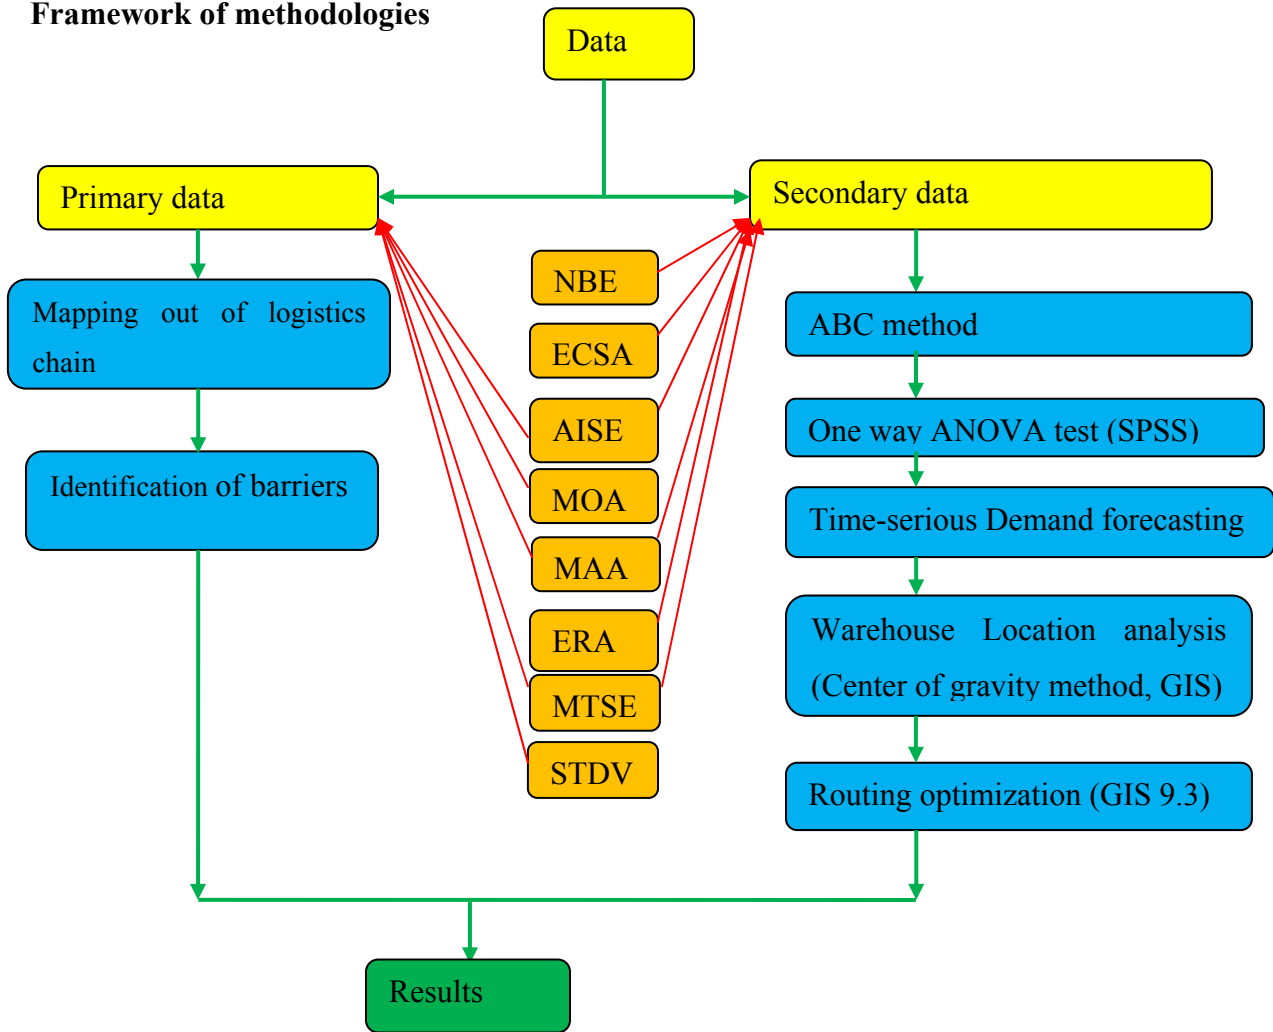 Framework of methodologies
Data
Primary data
Secondary data
Mapping out of logistics
chain
Identification of barriers
NBE
ECSA
AISE
MOA
MAA
ERA
MTSE
STDV
ABC method
One way ANOVA test (SPSS)
Time-serious Demand forecasting
Warehouse Location analysis
(Center of gravity method, GIS)
Routing optimization (GIS 9.3)
Results